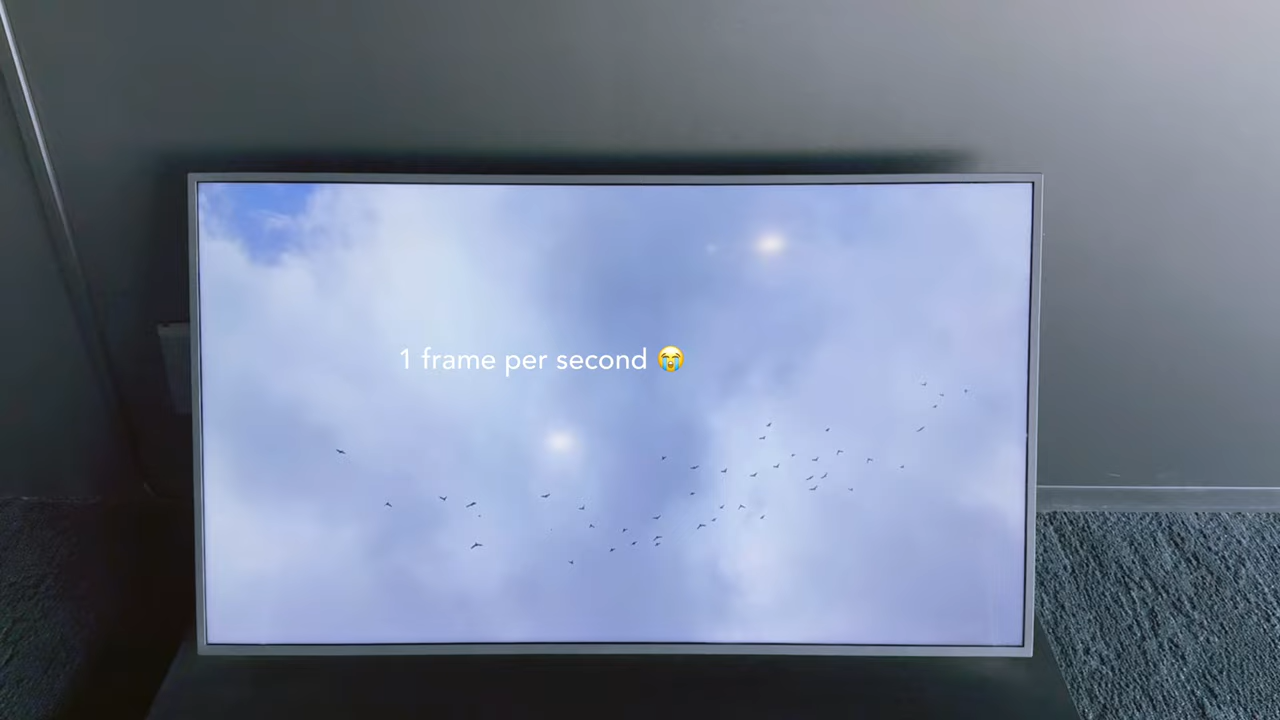 1 frame per second 😭